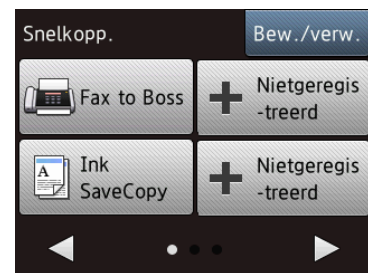 Snelkopp.
Bew./verw.
Fax to Boss
Nietgeregis
-treerd
A
Ink
SaveCopy
Nietgeregis
-treerd